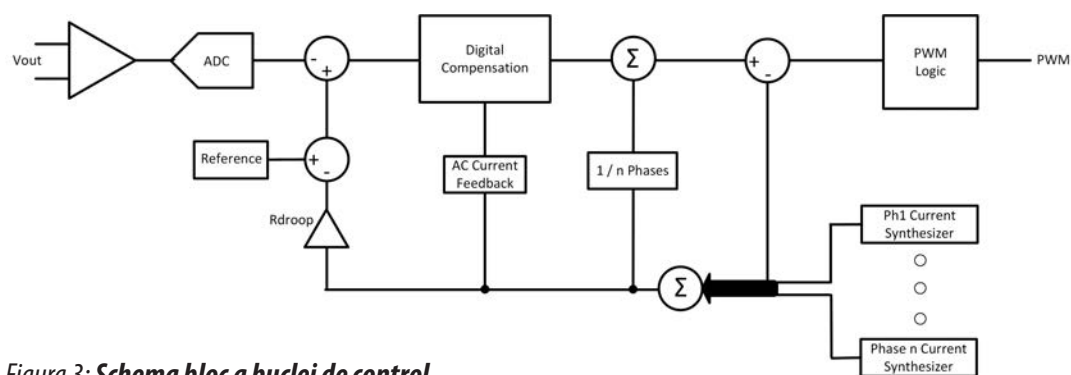 Vout
ADC
-
+
Digital
Compensation
Σ
+
-
PWM
Logic
PWM
Reference
+
-
AC Current
Feedback
1 / n Phases
Rdroop
Σ
Ph1 Current
Synthesizer
Phase n Current
Synthesizer
Figura 3: Schema bloc a buclei de control